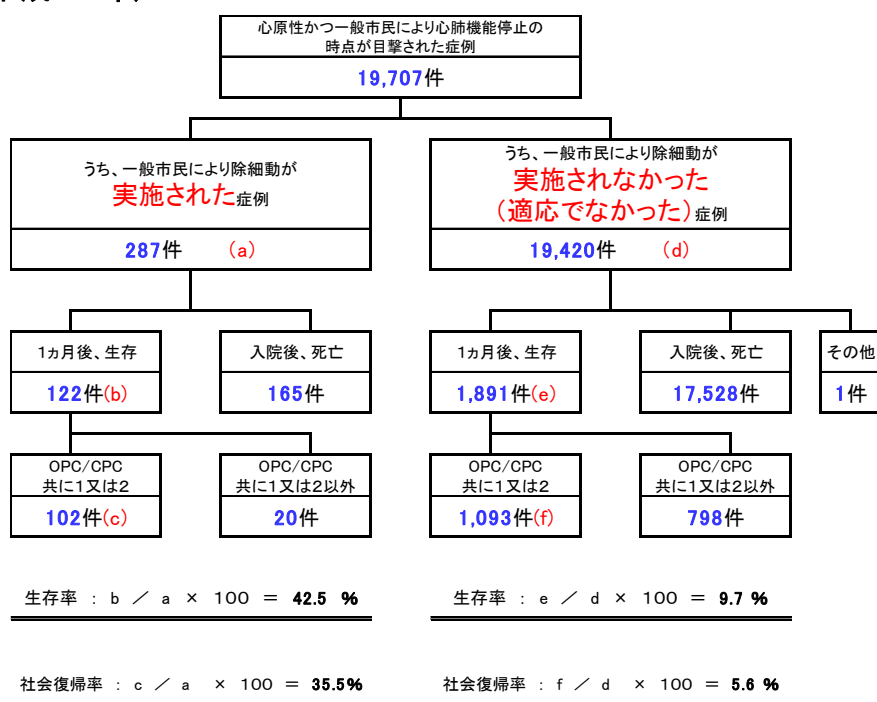 心原性かつ一般市民により心肺機能停止の
時点が目撃された症例
19,707件
うち、一般市民により除細動が
実施された症例
287件 (a)
うち、一般市民により除細動が
実施されなかった
(適応でなかった)症例
19,420件 (d)
1ヵ月後、生存
122件(b)
入院後、死亡
165件
1ヵ月後、生存
1,891件(e)
入院後、死亡
17,528件
その他
1件
OPC/CPC
共に1又は2
102件(c)
OPC/CPC
共に1又は2以外
20件
OPC/CPC
共に1又は2
1,093件(f)
OPC/CPC
共に1又は2以外
798件
生存率 : b / a × 100 = 42.5 %
生存率 : e / d × 100 = 9.7 %
社会復帰率 : c / a × 100 = 35.5%
社会復帰率 : f / d × 100 = 5.6 %